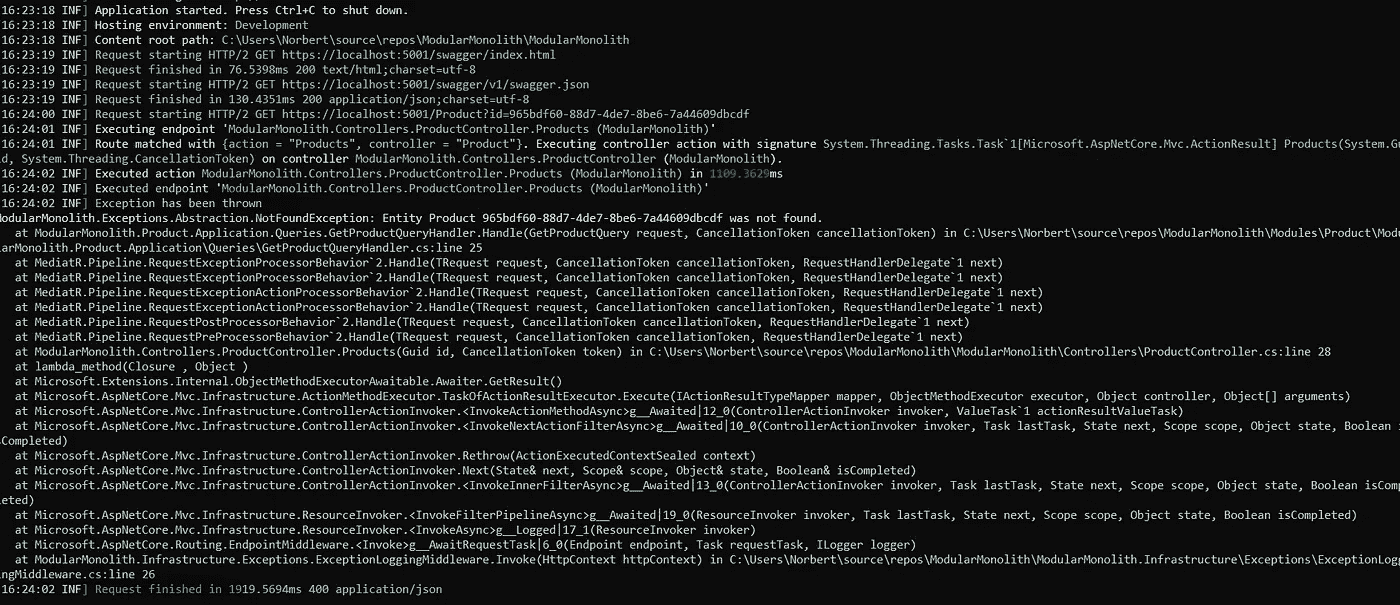 16:23:18 INF] Application started. Press Ctrl+C to shut down.
16:23:18 INF] Hosting environment: Development
16:23:18 INF] Content root path: C:\Users\Norbert\source\repos\ModularMonolith\ModularMonolith
16:23:19 INF] Request starting HTTP/2 GET https://localhost:5001/swagger/index.html
16:23:19 INF] Request finished in 76.5398ms 200 text/html;charset=utf-8
16:23:19 INF] Request starting HTTP/2 GET https://localhost:5001/swagger/v1/swagger.json
16:23:19 INF] Request finished in 130.4351ms 200 application/json;charset=utf-8
16:24:00 INF] Request starting HTTP/2 GET https://localhost:5001/Product?id=965bdf60-88d7-4de7-8be6-7a44609dbcdf
16:24:01 INF] Executing endpoint 'ModularMonolith.Controllers.ProductController.Products (ModularMonolith)'
16:24:01 INF] Route matched with {action = "Products", controller = "Product"}. Executing controller action with signature System.Threading.Tasks.Task`1[Microsoft.AspNetCore.Mvc.ActionResult] Products(System.Gu
id, System.Threading.CancellationToken) on controller ModularMonolith.Controllers.ProductController (ModularMonolith).
16:24:02 INF] Executed action ModularMonolith.Controllers.ProductController.Products (ModularMonolith) in 1109.3629ms
16:24:02 INF] Executed endpoint 'ModularMonolith.Controllers.ProductController.Products (ModularMonolith)'
16:24:02 INF] Exception has been thrown
ModularMonolith.Exceptions.Abstraction.NotFoundException: Entity Product 965bdf60-88d7-4de7-8be6-7a44609dbcdf was not found.
at ModularMonolith.Product.Application.Queries.GetProductQueryHandler.Handle(GetProductQuery request, CancellationToken cancellationToken) in C:\Users\Norbert\source\repos\ModularMonolith\Modules\Product\Modu
larMonolith.Product.Application\Queries\GetProductQueryHandler.cs:line 25
at MediatR.Pipeline.RequestExceptionProcessorBehavior`2.Handle(TRequest request, CancellationToken cancellationToken, RequestHandlerDelegate`1 next)
at MediatR.Pipeline.RequestExceptionProcessorBehavior`2.Handle(TRequest request, CancellationToken cancellationToken, RequestHandlerDelegate`1 next)
at MediatR.Pipeline.RequestExceptionActionProcessorBehavior`2.Handle(TRequest request, CancellationToken cancellationToken, RequestHandlerDelegate`1 next)
at MediatR.Pipeline.RequestExceptionActionProcessorBehavior`2.Handle(TRequest request, CancellationToken cancellationToken, RequestHandlerDelegate`1 next)
at MediatR.Pipeline.RequestPostProcessorBehavior`2.Handle(TRequest request, CancellationToken cancellationToken, RequestHandlerDelegate`1 next)
at MediatR.Pipeline.RequestPreProcessorBehavior`2.Handle(TRequest request, CancellationToken cancellationToken, RequestHandlerDelegate`1 next)
at ModularMonolith.Controllers.ProductController.Products(Guid id, CancellationToken token) in C:\Users\Norbert\source\repos\ModularMonolith\ModularMonolith\Controllers\ProductController.cs:line 28
at lambda_method(Closure , Object )
at Microsoft.Extensions.Internal.ObjectMethodExecutorAwaitable.Awaiter.GetResult()
at Microsoft.AspNetCore.Mvc.Infrastructure.ActionMethodExecutor.TaskOfActionResultExecutor.Execute(IActionResultTypeMapper mapper, ObjectMethodExecutor executor, Object controller, Object[] arguments)
at Microsoft.AspNetCore.Mvc.Infrastructure.ControllerActionInvoker.<InvokeActionMethodAsync>g__Awaited|12_0(ControllerActionInvoker invoker, ValueTask`1 actionResultValueTask)
at Microsoft.AspNetCore.Mvc.Infrastructure.ControllerActionInvoker.<InvokeNextActionFilterAsync>g__Awaited|10_0(ControllerActionInvoker invoker, Task lastTask, State next, Scope scope, Object state, Boolean i
sCompleted)
at Microsoft.AspNetCore.Mvc.Infrastructure.ControllerActionInvoker.Rethrow(ActionExecutedContextSealed context)
at Microsoft.AspNetCore.Mvc.Infrastructure.ControllerActionInvoker.Next(State& next, Scope& scope, Object& state, Boolean& isCompleted)
at Microsoft.AspNetCore.Mvc.Infrastructure.ControllerActionInvoker.<InvokeInnerFilterAsync>g__Awaited|13_0(ControllerActionInvoker invoker, Task lastTask, State next, Scope scope, Object state, Boolean isComp
leted)
at Microsoft.AspNetCore.Mvc.Infrastructure.ResourceInvoker.<InvokeFilterPipelineAsync>g__Awaited|19_0(ResourceInvoker invoker, Task lastTask, State next, Scope scope, Object state, Boolean isCompleted)
at Microsoft.AspNetCore.Mvc.Infrastructure.ResourceInvoker.<InvokeAsync>g__Logged|17_1(ResourceInvoker invoker)
at Microsoft.AspNetCore.Routing.EndpointMiddleware.<Invoke>g__AwaitRequestTask|6_0(Endpoint endpoint, Task requestTask, ILogger logger)
at ModularMonolith.Infrastructure.Exceptions.ExceptionLoggingMiddleware.Invoke(HttpContext httpContext) in C:\Users\Norbert\source\repos\ModularMonolith\ModularMonolith.Infrastructure\Exceptions\ExceptionLogg
ingMiddleware.cs:line 26
16:24:02 INF] Request finished in 1919.5694ms 400 application/json